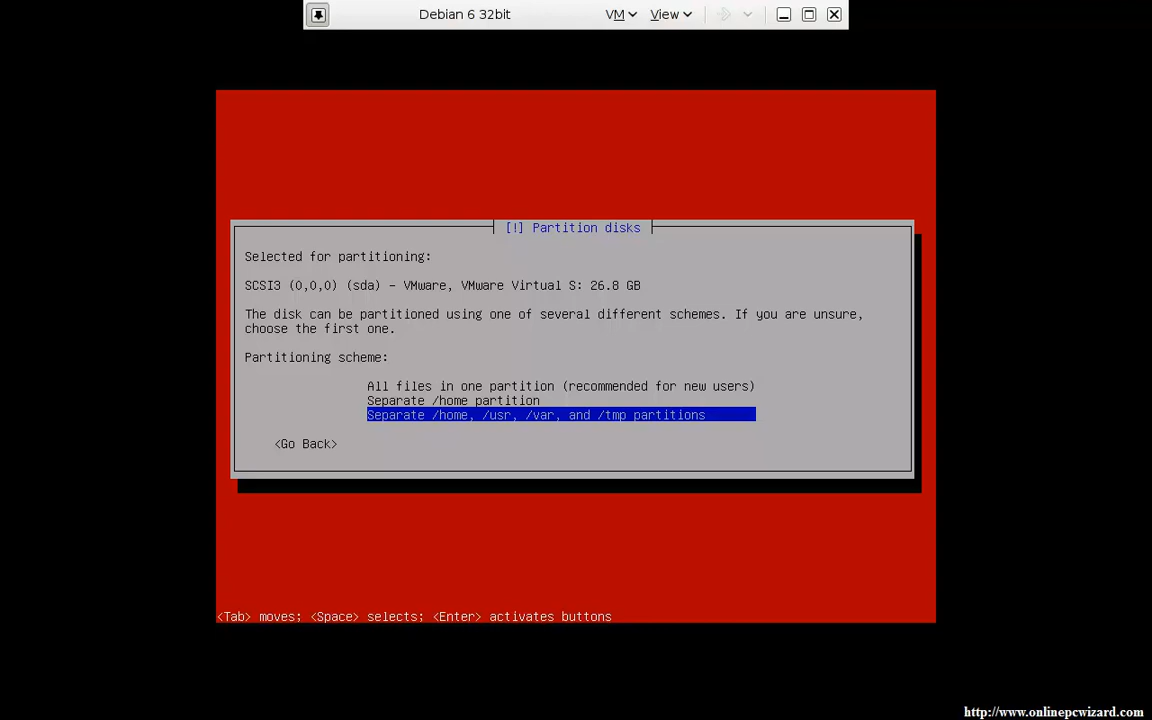 Debian 6 32bit
VM
View
[!] Partition disks
Selected for partitioning:
SCSI3 (0,0,0) (sda) - VMware, VMware Virtual S: 26.8 GB
The disk can be partitioned using one of several different schemes. If you are unsure,
choose the first one.
Partitioning scheme:
All files in one partition (recommended for new users)
Separate /home partition
Separate /home, /usr, /var, and /tmp partitions
<Go Back>
<Tab> moves; <Space> selects; <Enter> activates buttons
http://www.onlinepcwizard.com